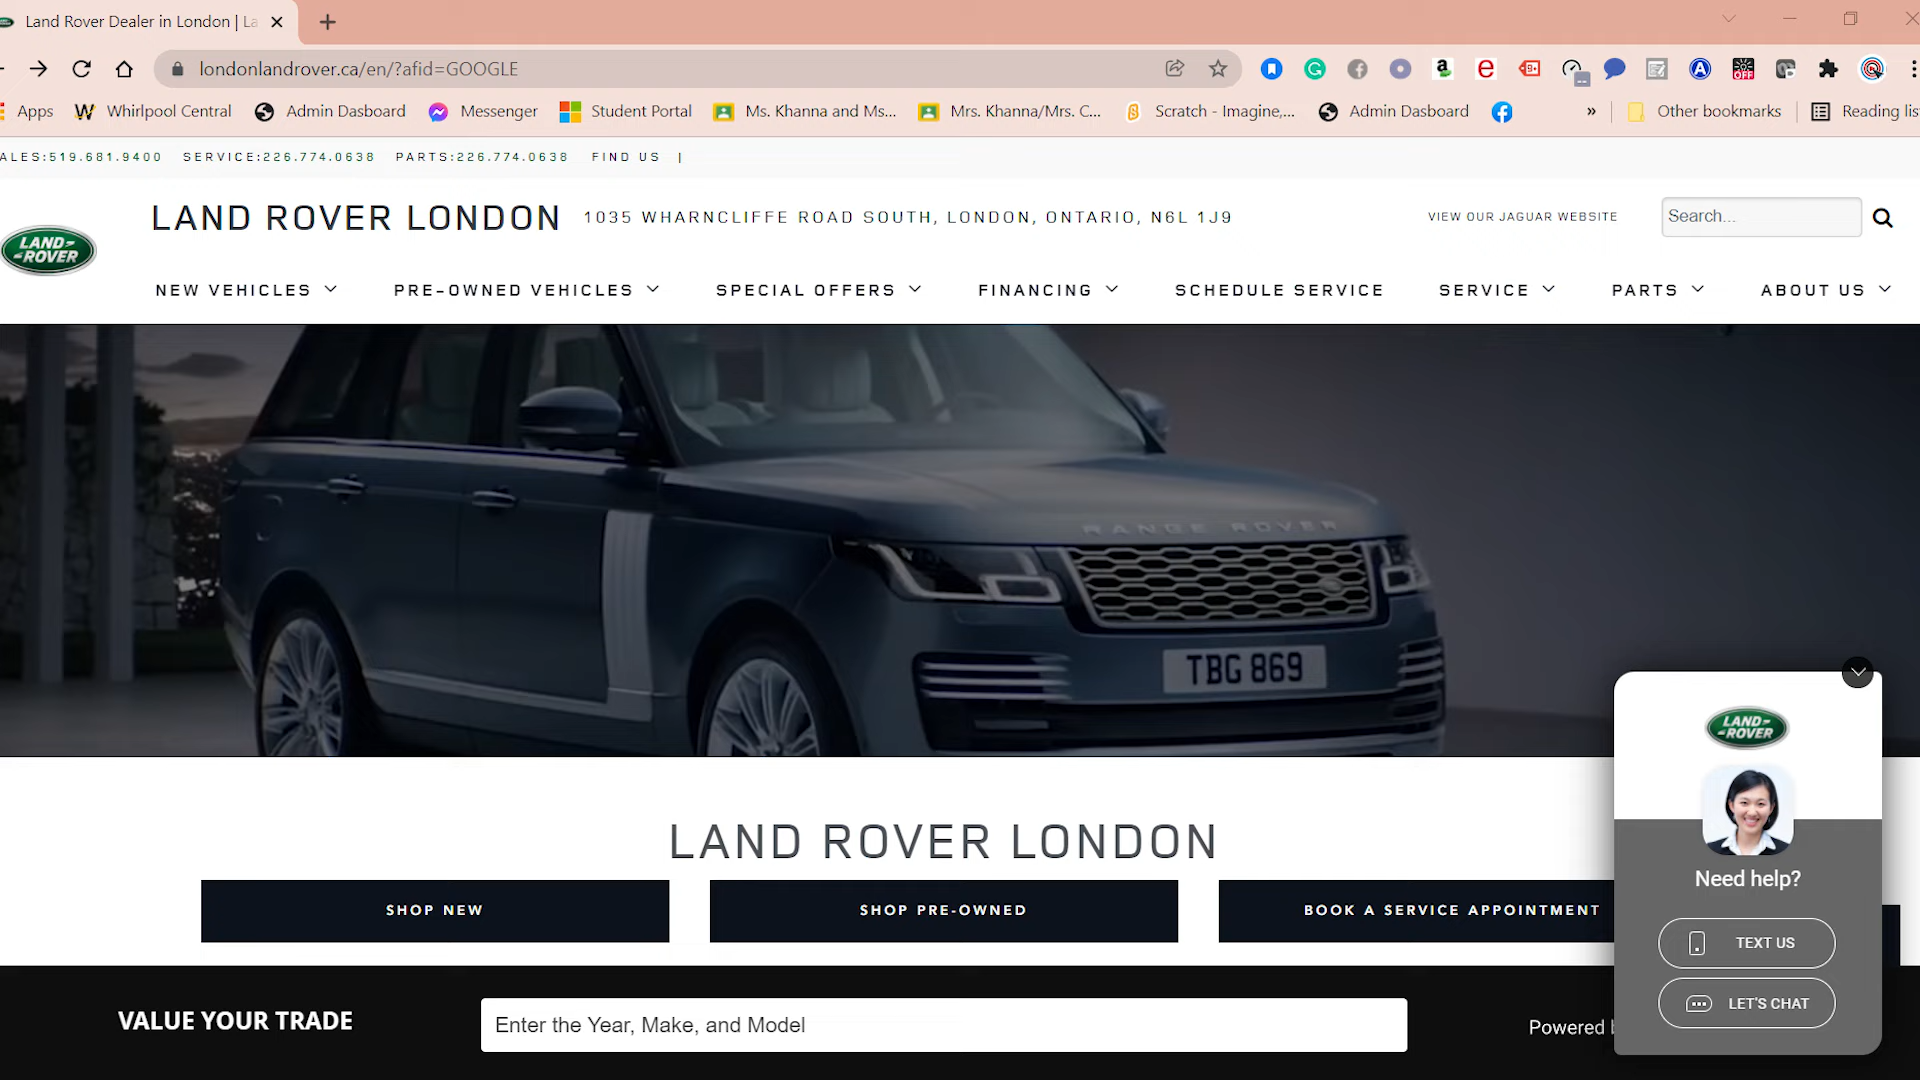 Land Rover Dealer in London | La
londonlandrover.ca/en/?afid=GOOGLE
Apps Whirlpool Central Admin Dasboard Messenger Student Portal Ms. Khanna and Ms... Mrs. Khanna/Mrs. C... Scratch - Imagine,... Admin Dasboard » Other bookmarks Reading lis
ALES:519.681.9400 SERVICE:226.774.0638 PARTS:226.774.0638 FIND US |
LAND ROVER LONDON 1035 WHARNCLIFFE ROAD SOUTH, LONDON, ONTARIO, N6L 1J9 VIEW OUR JAGUAR WEBSITE Search...
LAND-
-ROVER
NEW VEHICLES PRE-OWNED VEHICLES SPECIAL OFFERS FINANCING SCHEDULE SERVICE SERVICE PARTS ABOUT US
RANGE ROVER
TBG 869
LAND-
-ROVER
LAND ROVER LONDON
Need help?
SHOP NEW SHOP PRE-OWNED BOOK A SERVICE APPOINTMENT
TEXT US
LET'S CHAT
VALUE YOUR TRADE Enter the Year, Make, and Model Powered